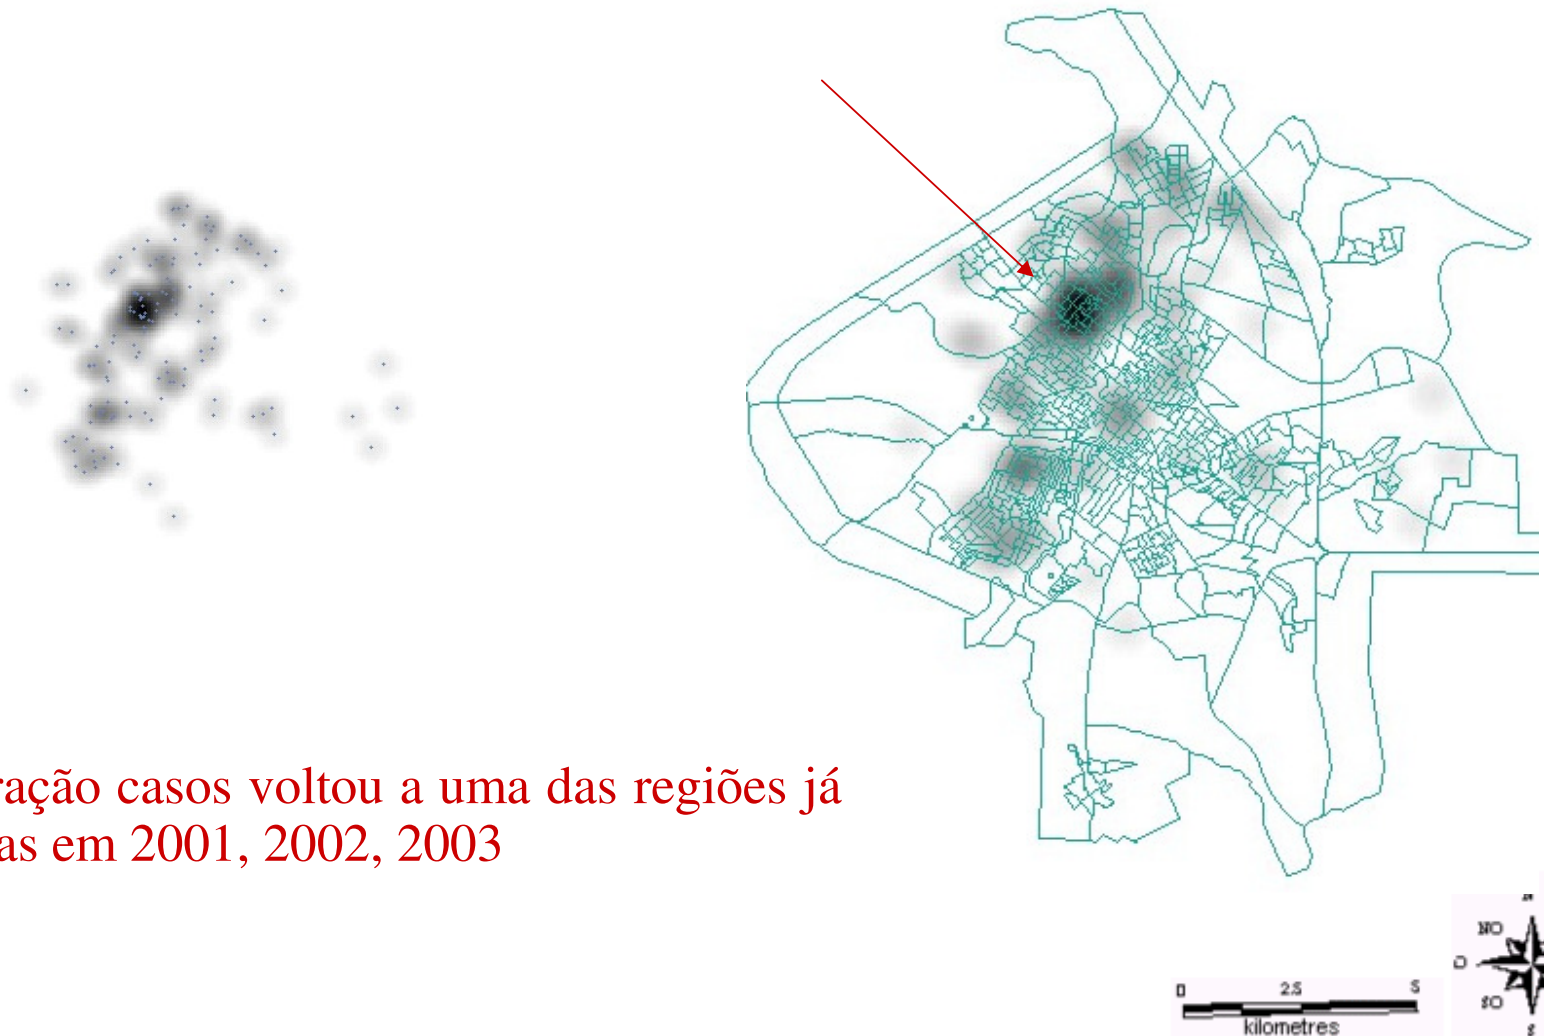 ração casos voltou a uma das regiões já
as em 2001, 2002, 2003
N
NO
O
SO
S
0 2.5 5
kilometres